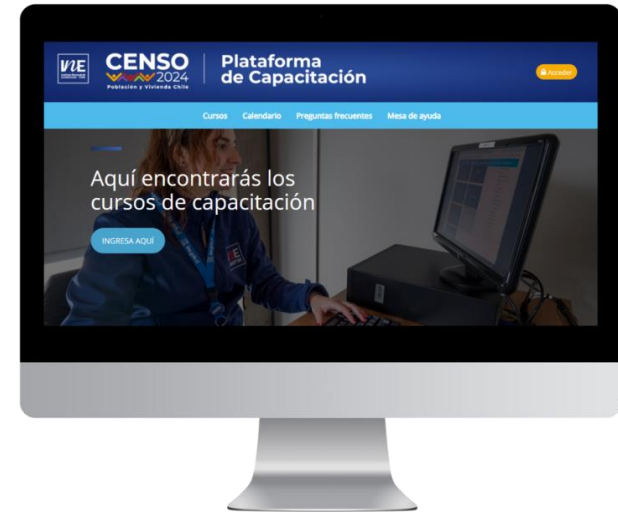 INE
CENSO
2024
Población y Vivienda Chile
Plataforma
de Capacitación
Acceder
Cursos Calendario Preguntas frecuentes Mesa de ayuda
Aquí encontrarás los
cursos de capacitación
INGRESA AQUÍ